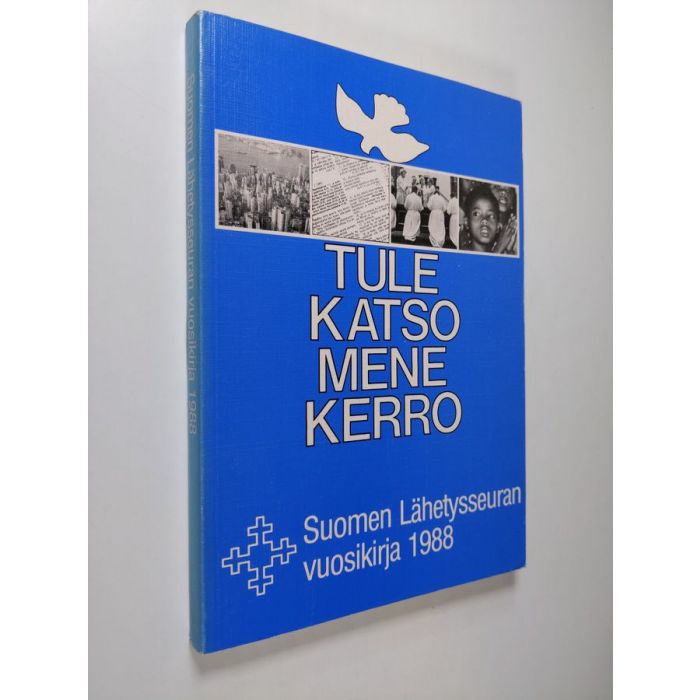 TULE
KATSO
MENE
KERRO
Suomen Lähetysseuran
vuosikirja 1988
Suomen Lähetysseuran vuosikirja 1988